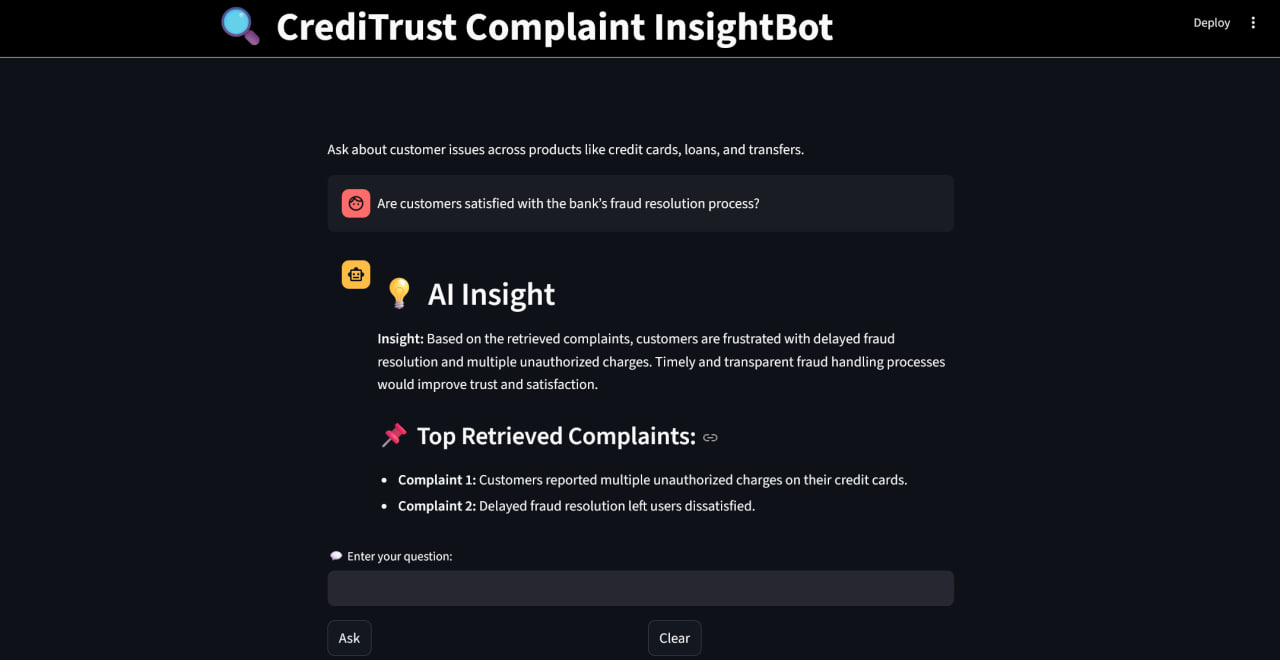 CrediTrust Complaint InsightBot
Deploy
Ask about customer issues across products like credit cards, loans, and transfers.
Are customers satisfied with the bank’s fraud resolution process?
AI Insight
Insight: Based on the retrieved complaints, customers are frustrated with delayed fraud
resolution and multiple unauthorized charges. Timely and transparent fraud handling processes
would improve trust and satisfaction.
Top Retrieved Complaints:
• Complaint 1: Customers reported multiple unauthorized charges on their credit cards.
• Complaint 2: Delayed fraud resolution left users dissatisfied.
Enter your question:
Ask
Clear